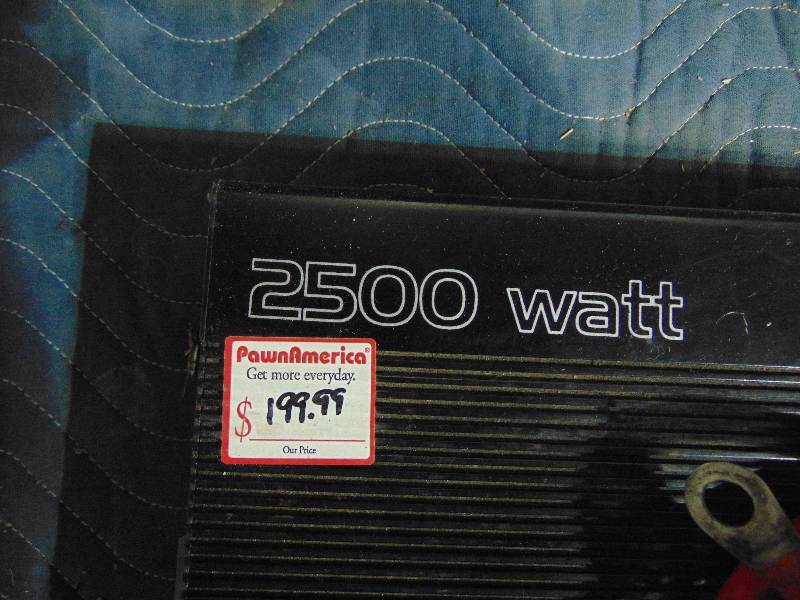 2500 watt
PawnAmerica®
Get more everyday.
$ 199.99
Our Price